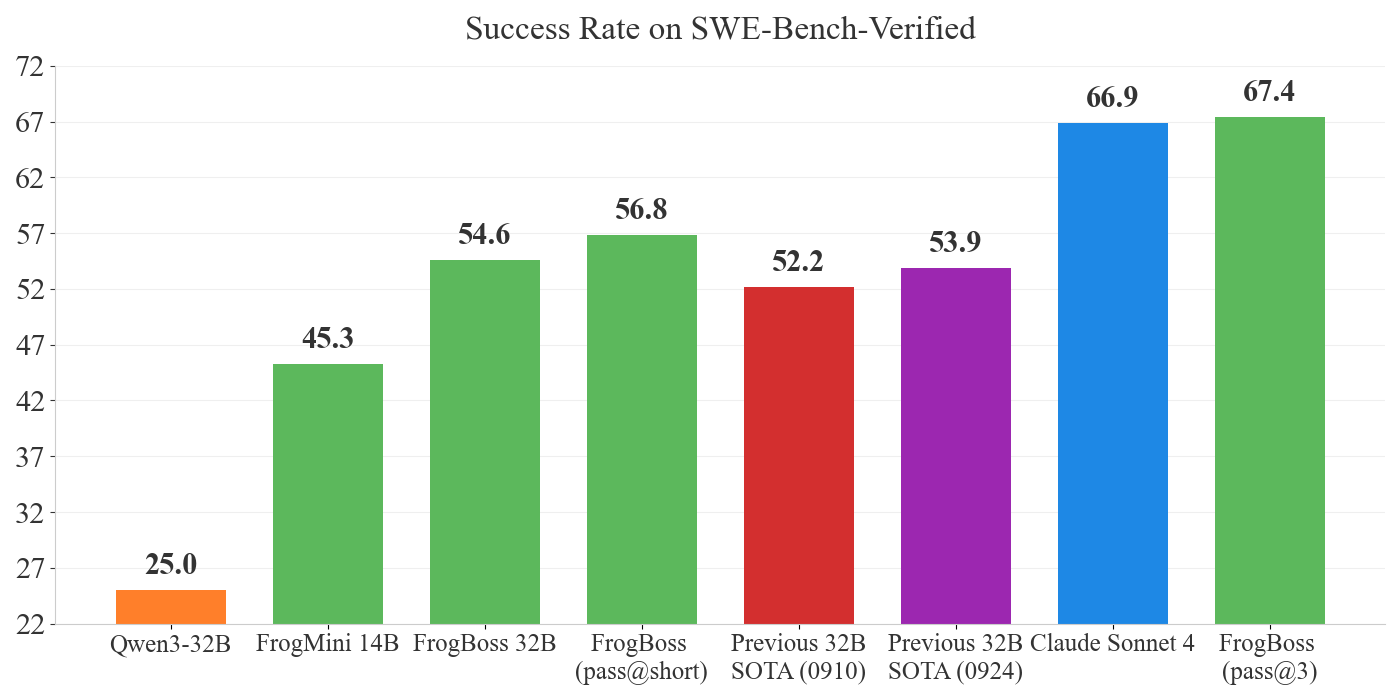 Success Rate on SWE-Bench-Verified
72
67
62
57
52
47
42
37
32
27
22
25.0
45.3
54.6
56.8
52.2
53.9
66.9
67.4
Qwen3-32B
FrogMini 14B
FrogBoss 32B
FrogBoss
(pass@short)
Previous 32B
SOTA (0910)
Previous 32B
SOTA (0924)
Claude Sonnet 4
FrogBoss
(pass@3)